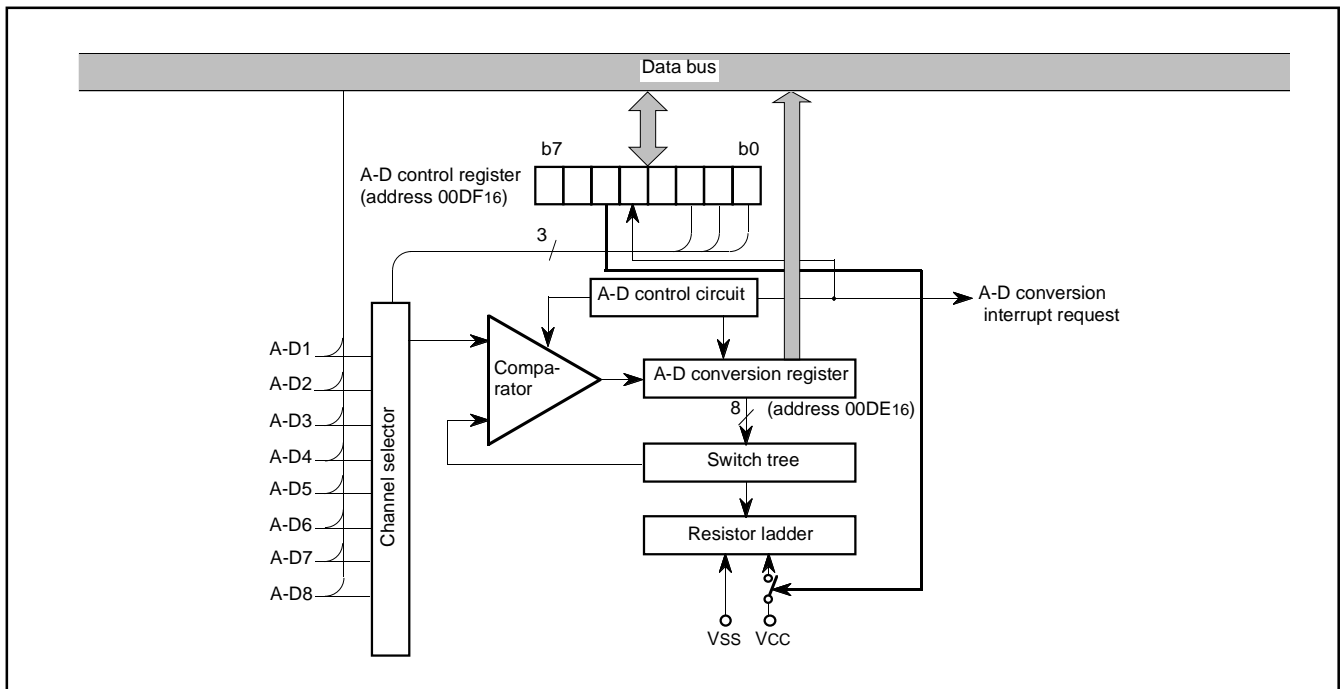 Data bus
b7
b0
A-D control register
(address 00DF16)
3
A-D control circuit
A-D conversion
interrupt request
A-D1
A-D2
A-D3
A-D4
A-D5
A-D6
A-D7
A-D8
Channel selector
Compa-
rator
A-D conversion register
8
(address 00DE16)
Switch tree
Resistor ladder
VSS
VCC